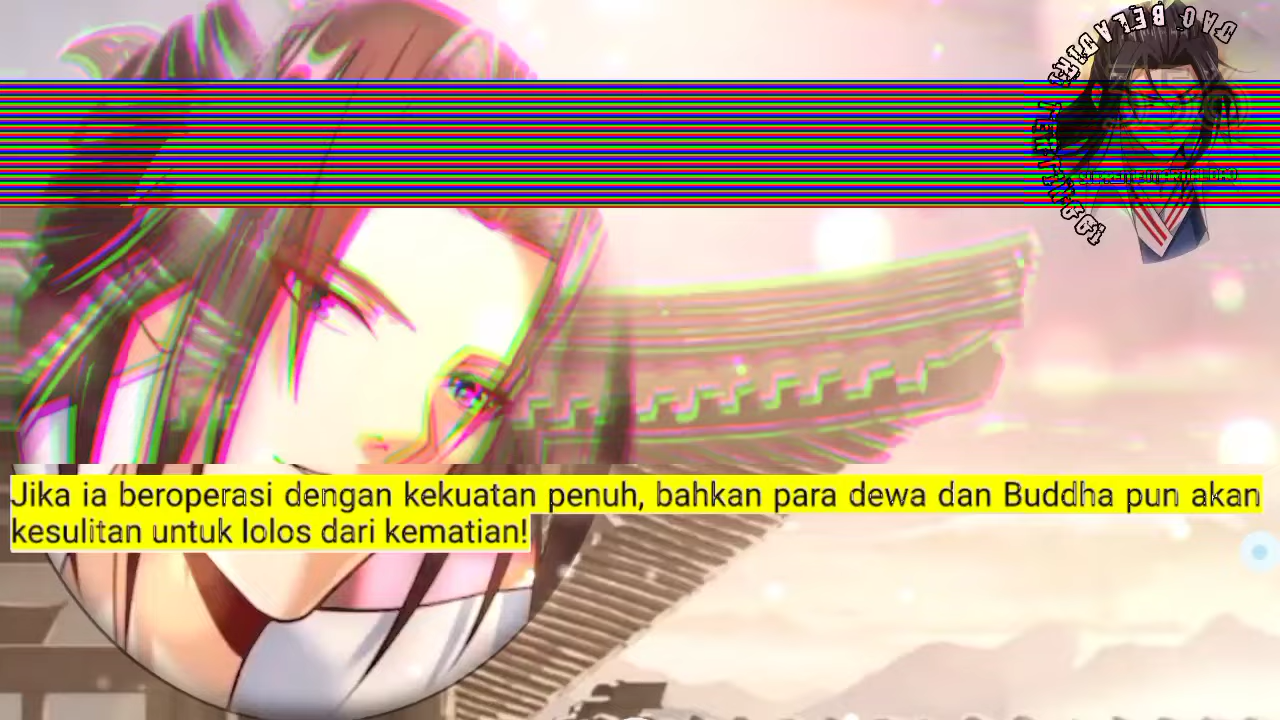 Jika ia beroperasi dengan kekuatan penuh, bahkan para dewa dan Buddha pun akan
kesulitan untuk lolos dari kematian!